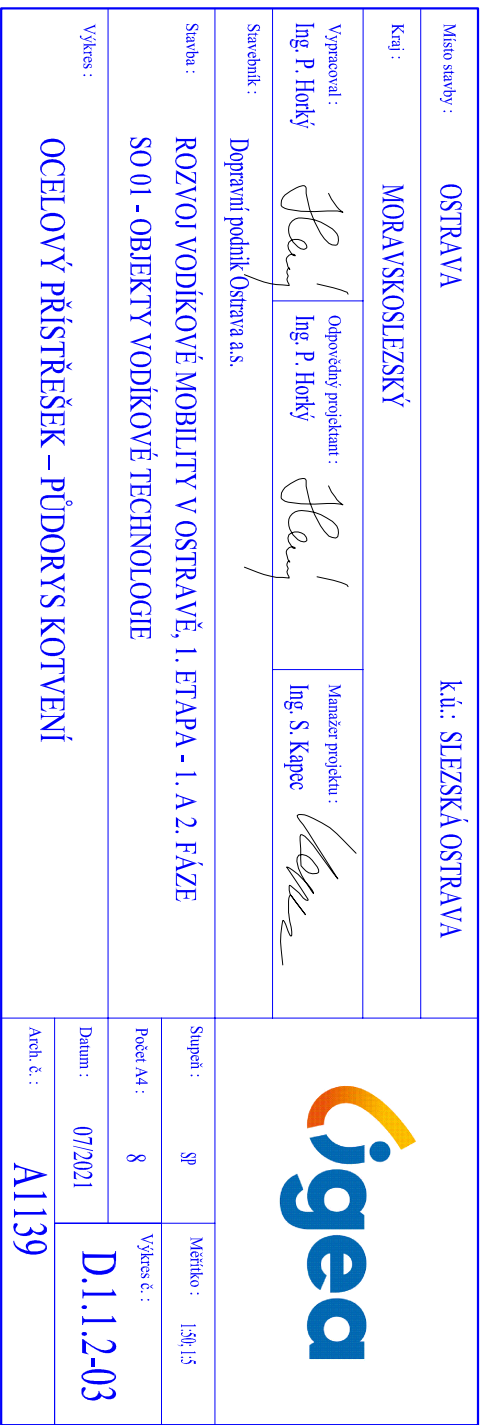 Místo stavby : OSTRAVA k.ú.: SLEZSKÁ OSTRAVA
Kraj : MORAVSKOSLEZSKÝ
igea
Vypracoval :
Ing. P. Horký
Odpovědný projektant :
Ing. P. Horký
Manažer projektu :
Ing. S. Kapec
Stavebník :
Dopravní podnik Ostrava a.s.
Stavba :
ROZVOJ VODÍKOVÉ MOBILITY V OSTRAVĚ, 1. ETAPA - 1. A 2. FÁZE
SO 01 - OBJEKTY VODÍKOVÉ TECHNOLOGIE
Stupeň : SP
Měřítko : 1:50; 1:5
Počet A4 : 8
Výkres č. :
D.1.1.2-03
Výkres :
OCELOVÝ PŘÍSTŘEŠEK – PŮDORYS KOTVENÍ
Datum : 07/2021
Arch. č. : A1139